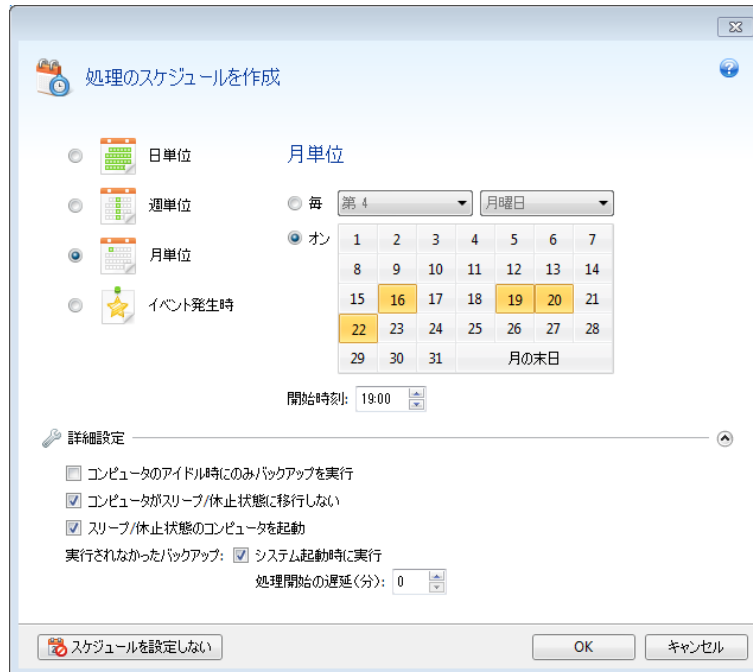 処理のスケジュールを作成
日単位
週単位
月単位
イベント発生時
月単位
毎 第 4 月曜日
オン
1 2 3 4 5 6 7
8 9 10 11 12 13 14
15 16 17 18 19 20 21
22 23 24 25 26 27 28
29 30 31 月の末日
開始時刻: 19:00
詳細設定
コンピュータのアイドル時にのみバックアップを実行
コンピュータがスリープ/休止状態に移行しない
スリープ/休止状態のコンピュータを起動
実行されなかったバックアップ: システム起動時に実行
処理開始の遅延(分): 0
スケジュールを設定しない OK キャンセル